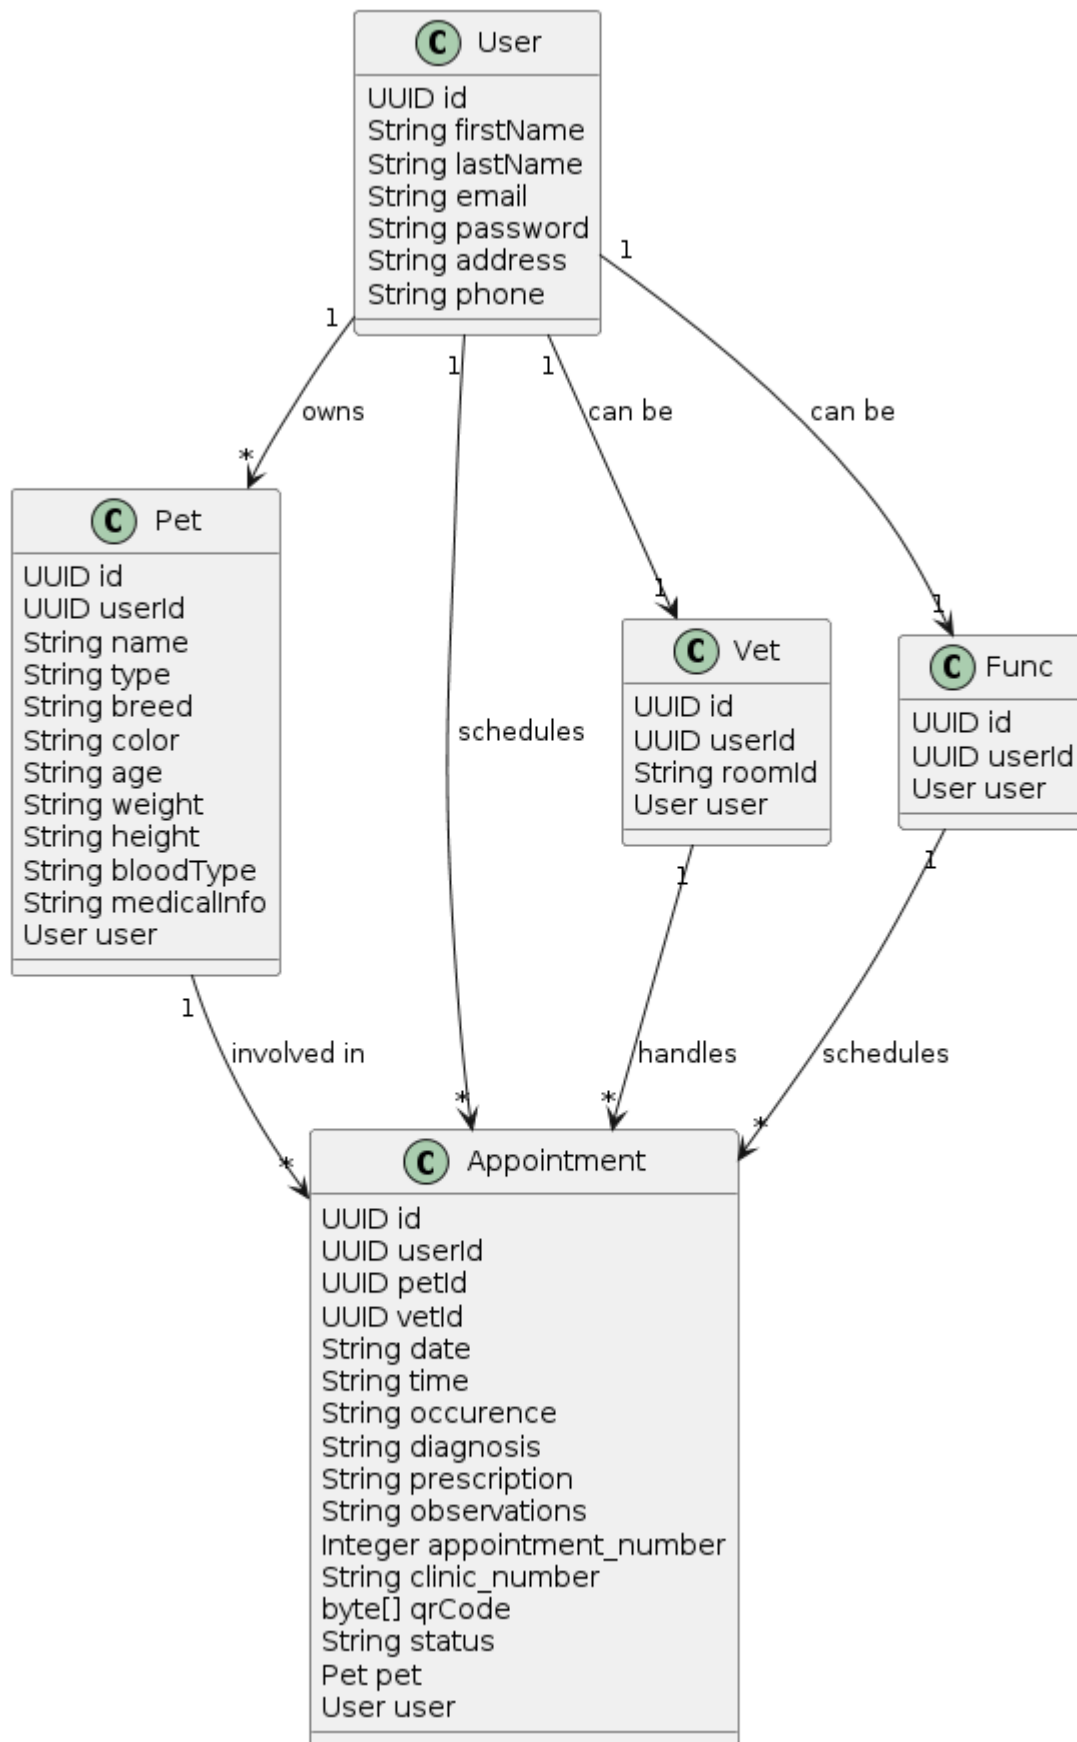 C User
UUID id
String firstName
String lastName
String email
String password
String address
String phone
1
1
1
1
owns
can be
can be
*
1
1
C Pet
UUID id
UUID userId
String name
String type
String breed
String color
String age
String weight
String height
String bloodType
String medicalInfo
User user
schedules
C Vet
UUID id
UUID userId
String roomId
User user
C Func
UUID id
UUID userId
User user
1
1
1
involved in
handles
schedules
*
*
*
*
C Appointment
UUID id
UUID userId
UUID petId
UUID vetId
String date
String time
String occurence
String diagnosis
String prescription
String observations
Integer appointment_number
String clinic_number
byte[] qrCode
String status
Pet pet
User user